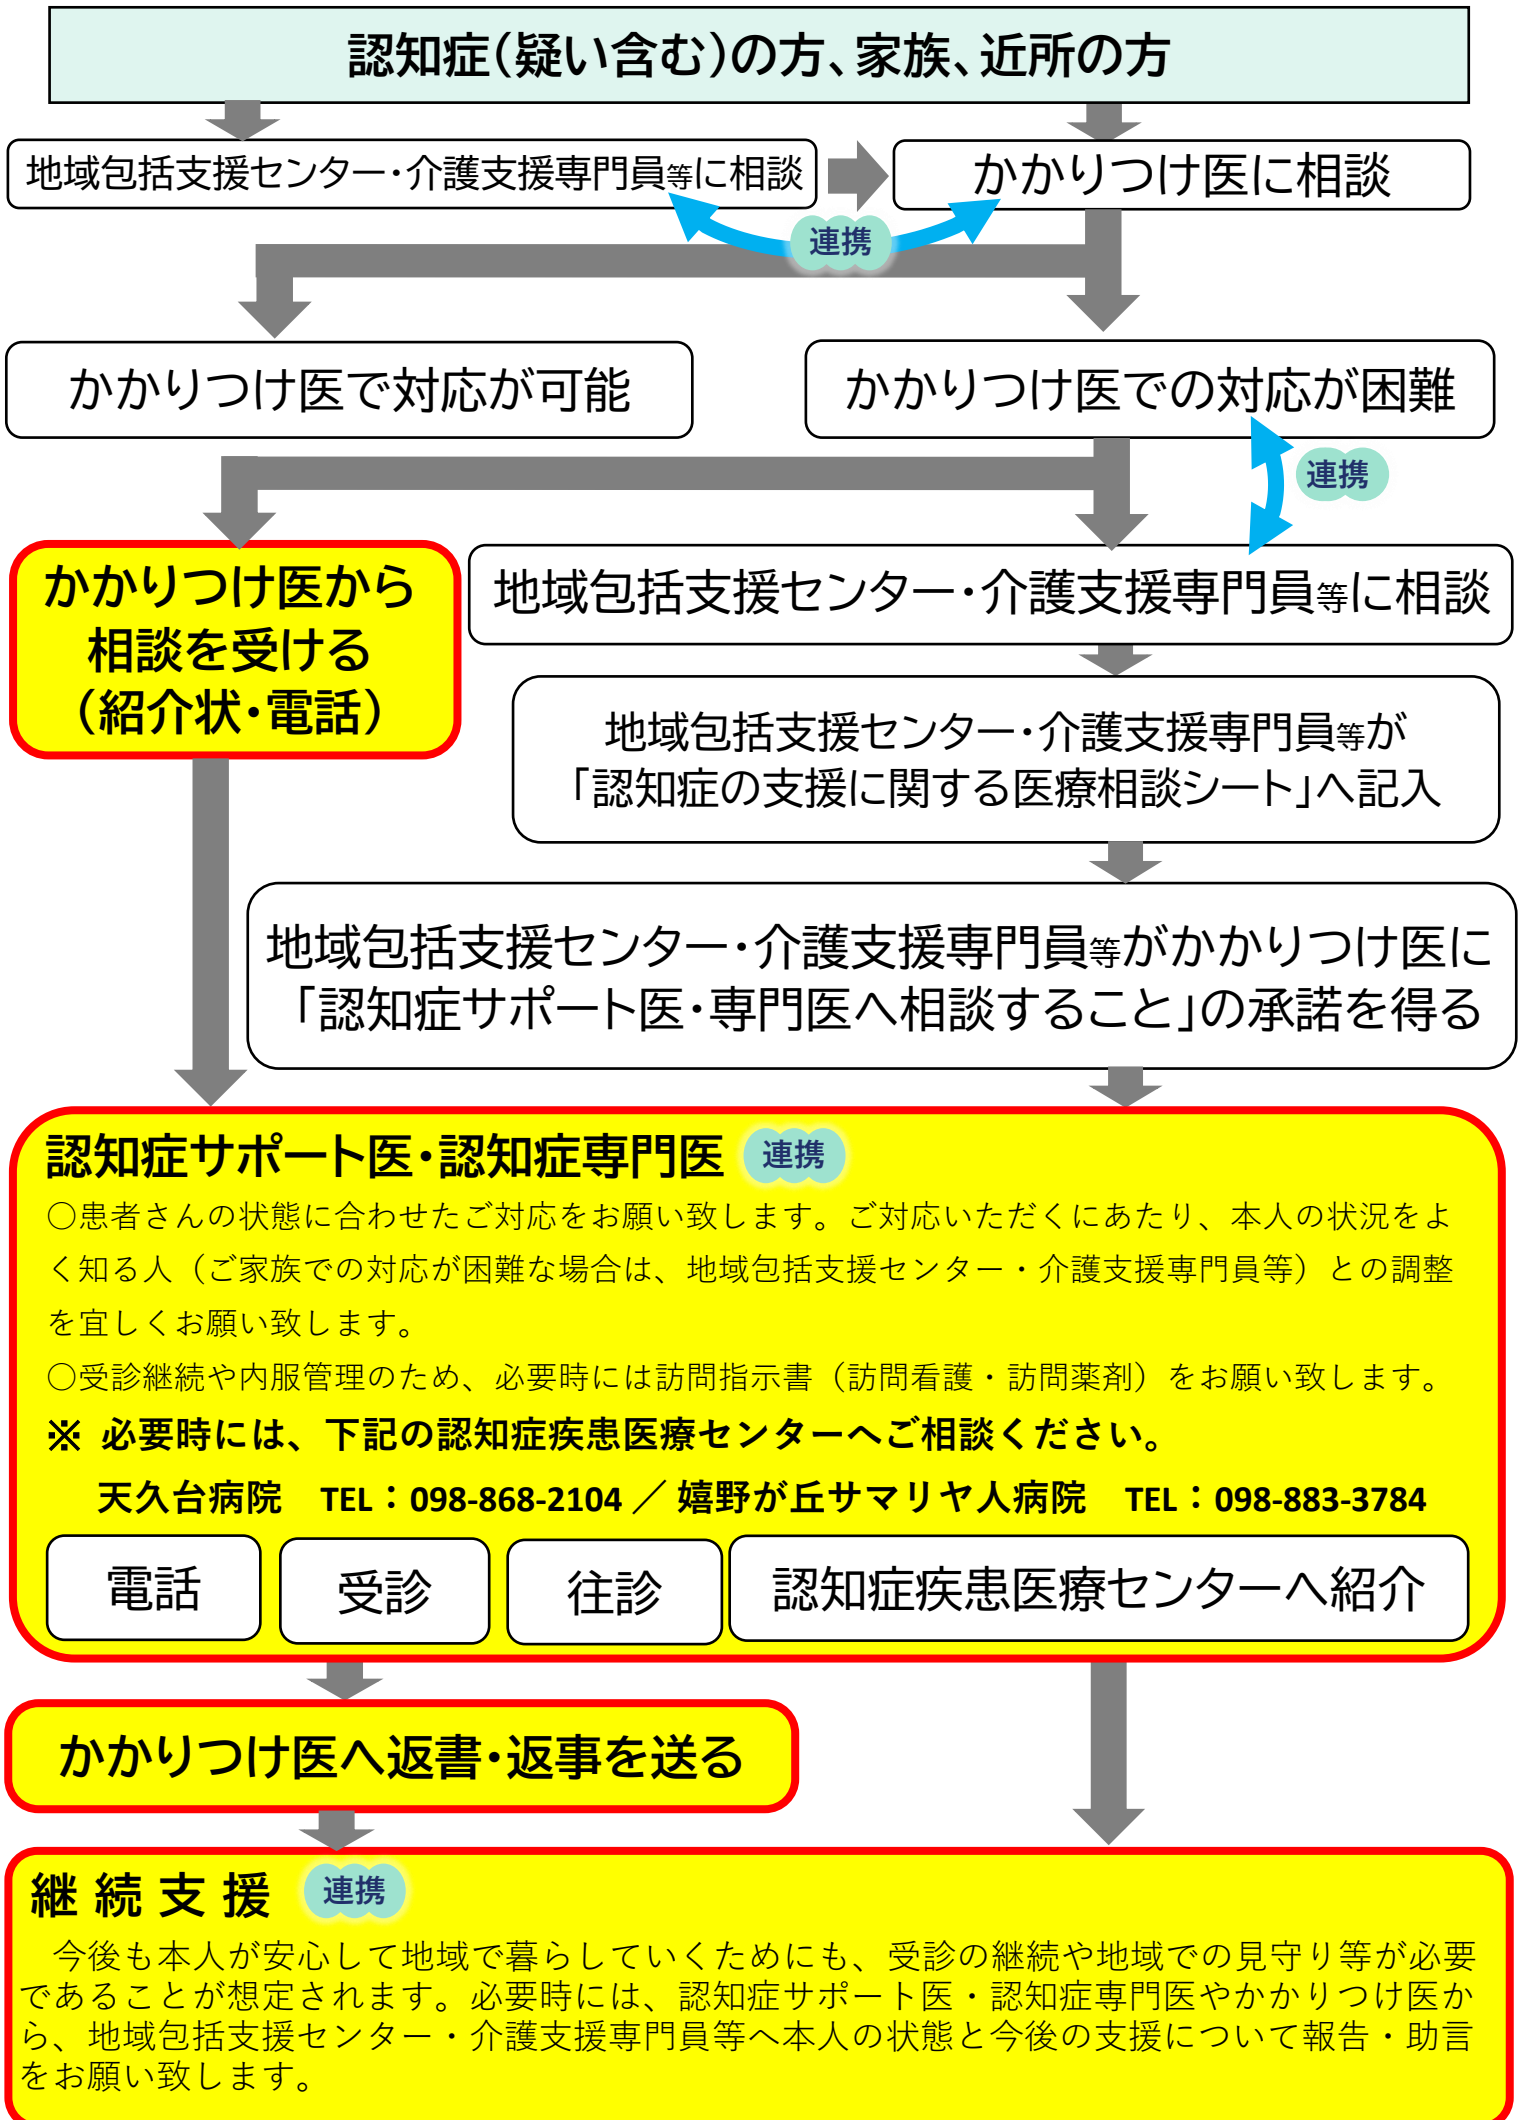 認知症(疑い含む)の方、家族、近所の方
地域包括支援センター・介護支援専門員等に相談
かかりつけ医に相談
連携
かかりつけ医で対応が可能
かかりつけ医での対応が困難
連携
かかりつけ医から
相談を受ける
(紹介状・電話)
地域包括支援センター・介護支援専門員等に相談
地域包括支援センター・介護支援専門員等が
「認知症の支援に関する医療相談シート」へ記入
地域包括支援センター・介護支援専門員等がかかりつけ医に
「認知症サポート医・専門医へ相談すること」の承諾を得る
認知症サポート医・認知症専門医 連携
○患者さんの状態に合わせたご対応をお願い致します。ご対応いただくにあたり、本人の状況をよ
く知る人（ご家族での対応が困難な場合は、地域包括支援センター・介護支援専門員等）との調整
を宜しくお願い致します。
○受診継続や内服管理のため、必要時には訪問指示書（訪問看護・訪問薬剤）をお願い致します。
※ 必要時には、下記の認知症疾患医療センターへご相談ください。
天久台病院　TEL：098-868-2104 ／ 嬉野が丘サマリヤ人病院　TEL：098-883-3784
電話
受診
往診
認知症疾患医療センターへ紹介
かかりつけ医へ返書・返事を送る
継続支援 連携
今後も本人が安心して地域で暮らしていくためにも、受診の継続や地域での見守り等が必要
であることが想定されます。必要時には、認知症サポート医・認知症専門医やかかりつけ医か
ら、地域包括支援センター・介護支援専門員等へ本人の状態と今後の支援について報告・助言
をお願い致します。